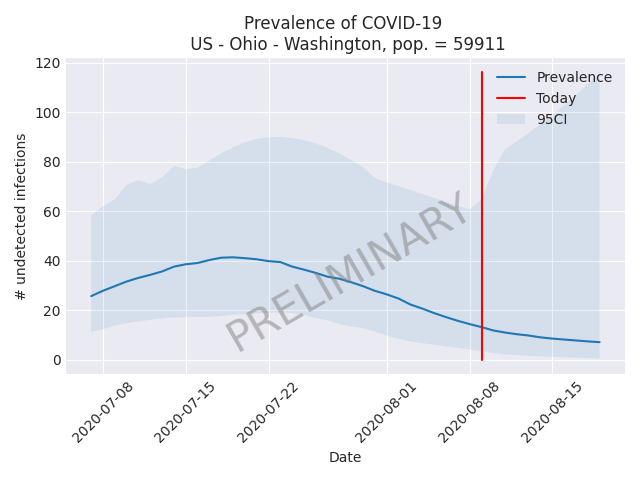 Prevalence of COVID-19
US - Ohio - Washington, pop. = 59911
# undetected infections
120
100
80
60
40
20
0
Prevalence
Today
95CI
PRELIMINARY
2020-07-08
2020-07-15
2020-07-22
2020-08-01
2020-08-08
2020-08-15
Date